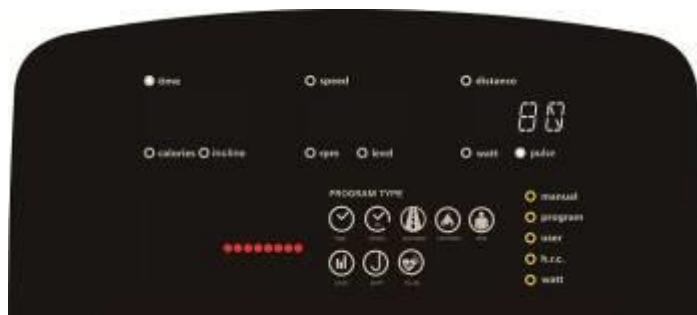 time speed distance
80
calories incline rpm level watt pulse
PROGRAM TYPE
manual
program
user
h.r.c.
watt